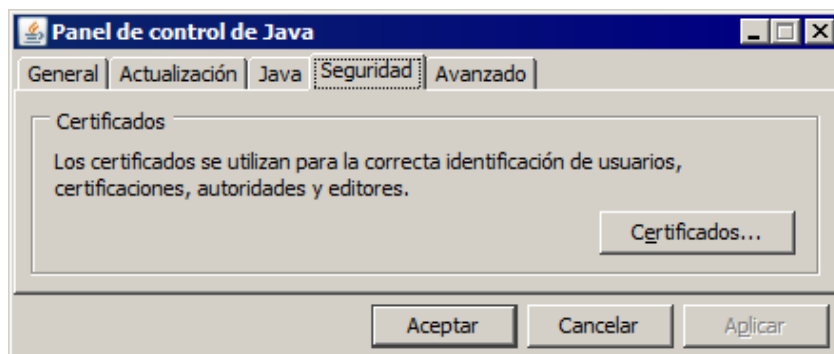 Panel de control de Java
General Actualización Java Seguridad Avanzado
Certificados
Los certificados se utilizan para la correcta identificación de usuarios,
certificaciones, autoridades y editores.
Certificados...
Aceptar Cancelar Aplicar